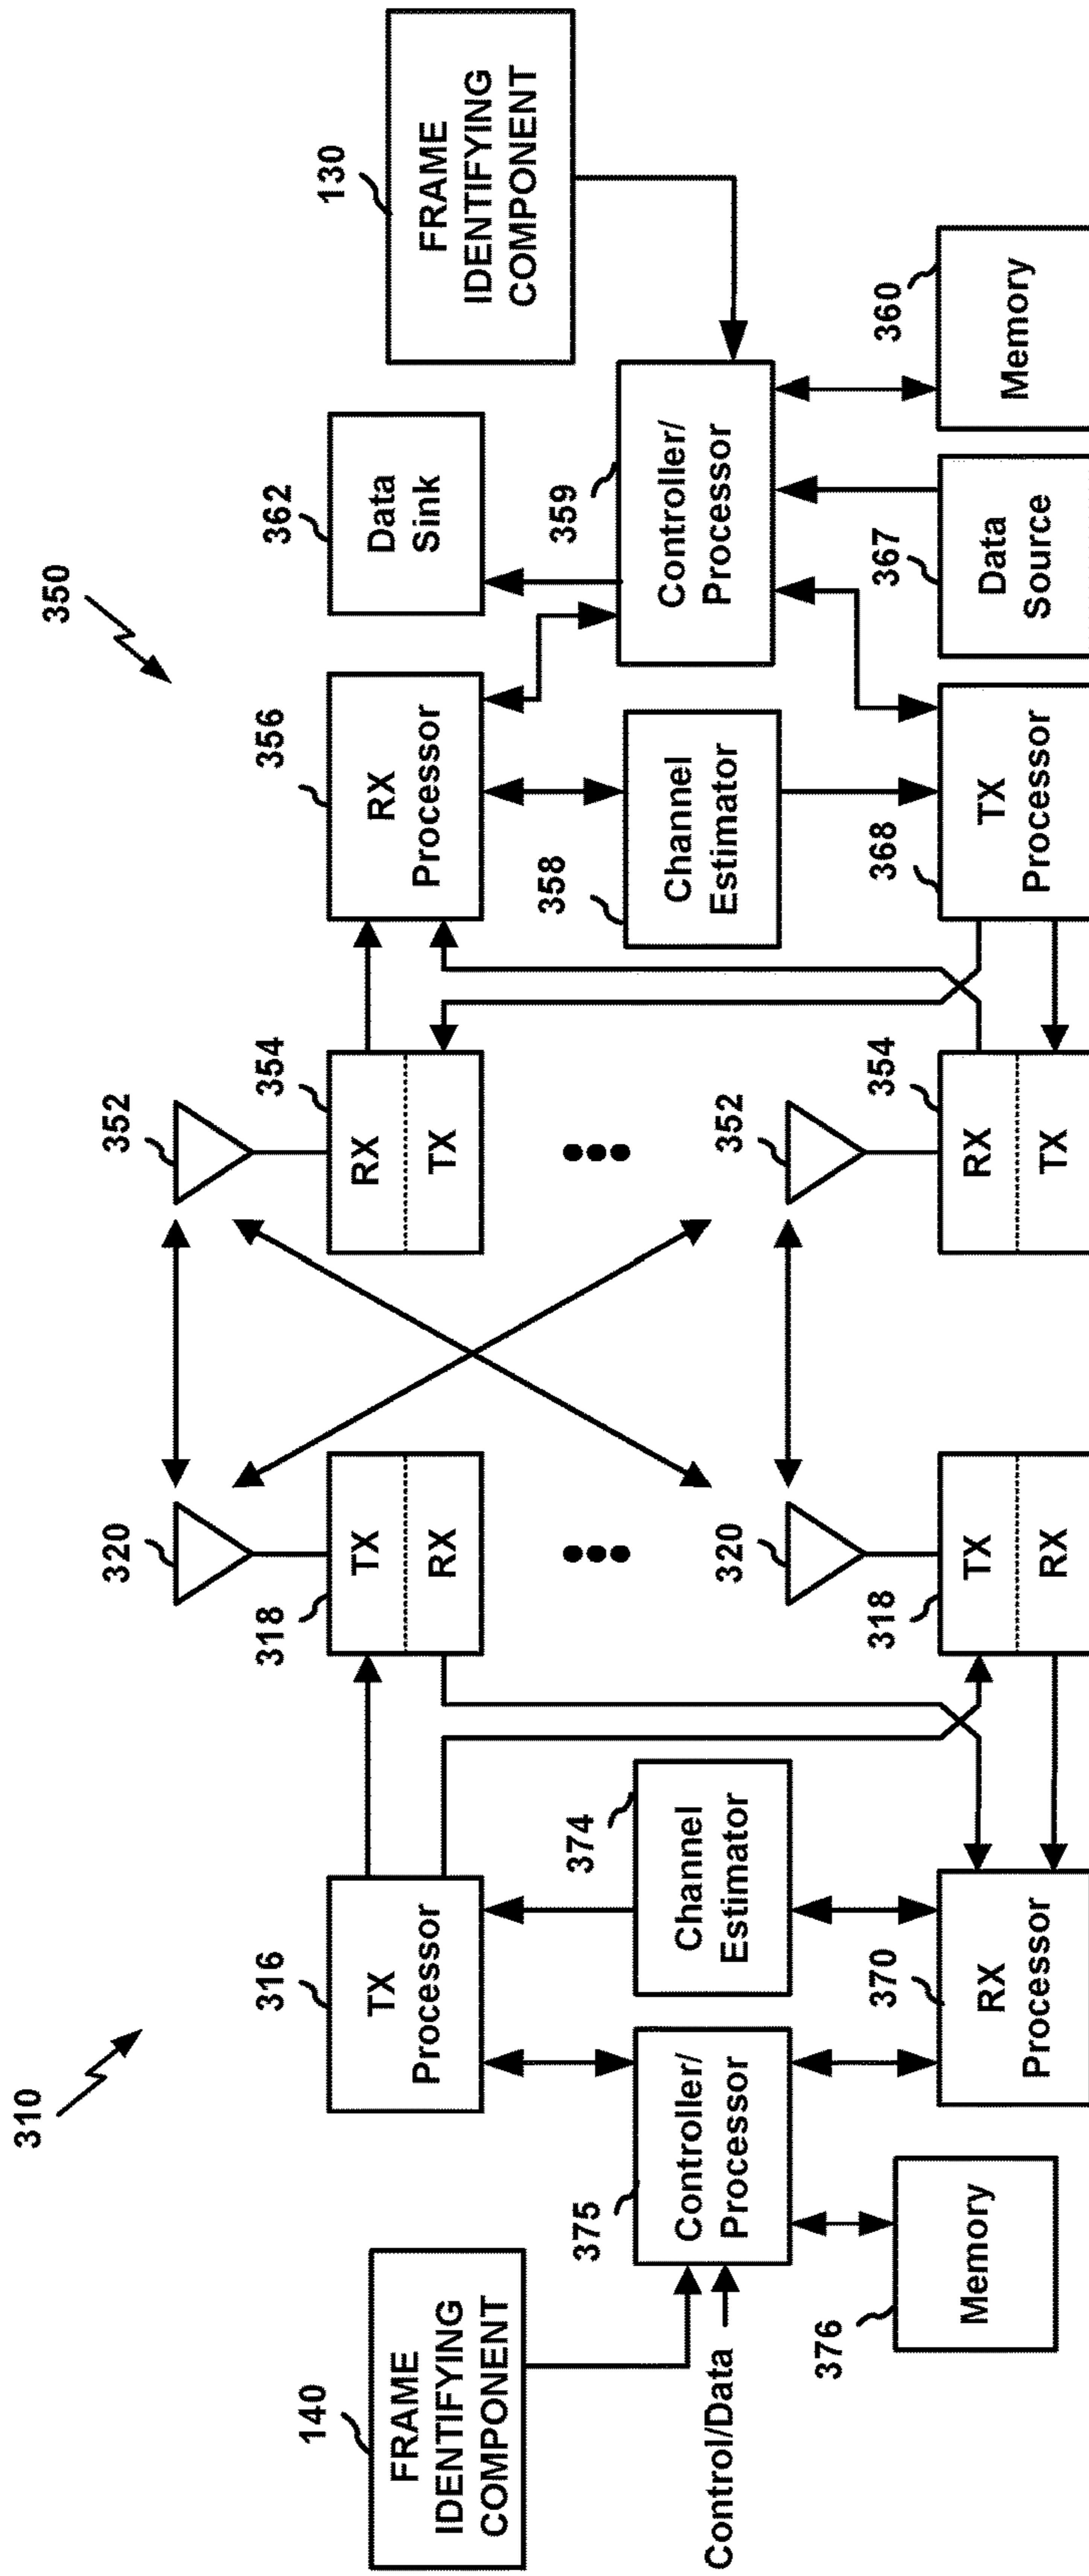 310
350
140
FRAME
IDENTIFYING
COMPONENT
316
TX
Processor
318
TX
RX
320
352
354
RX
TX
356
RX
Processor
362
Data
Sink
130
FRAME
IDENTIFYING
COMPONENT
Control/Data
375
Controller/
Processor
374
Channel
Estimator
358
Channel
Estimator
359
Controller/
Processor
376
Memory
370
RX
Processor
318
TX
RX
320
352
354
RX
TX
368
TX
Processor
367
Data
Source
360
Memory